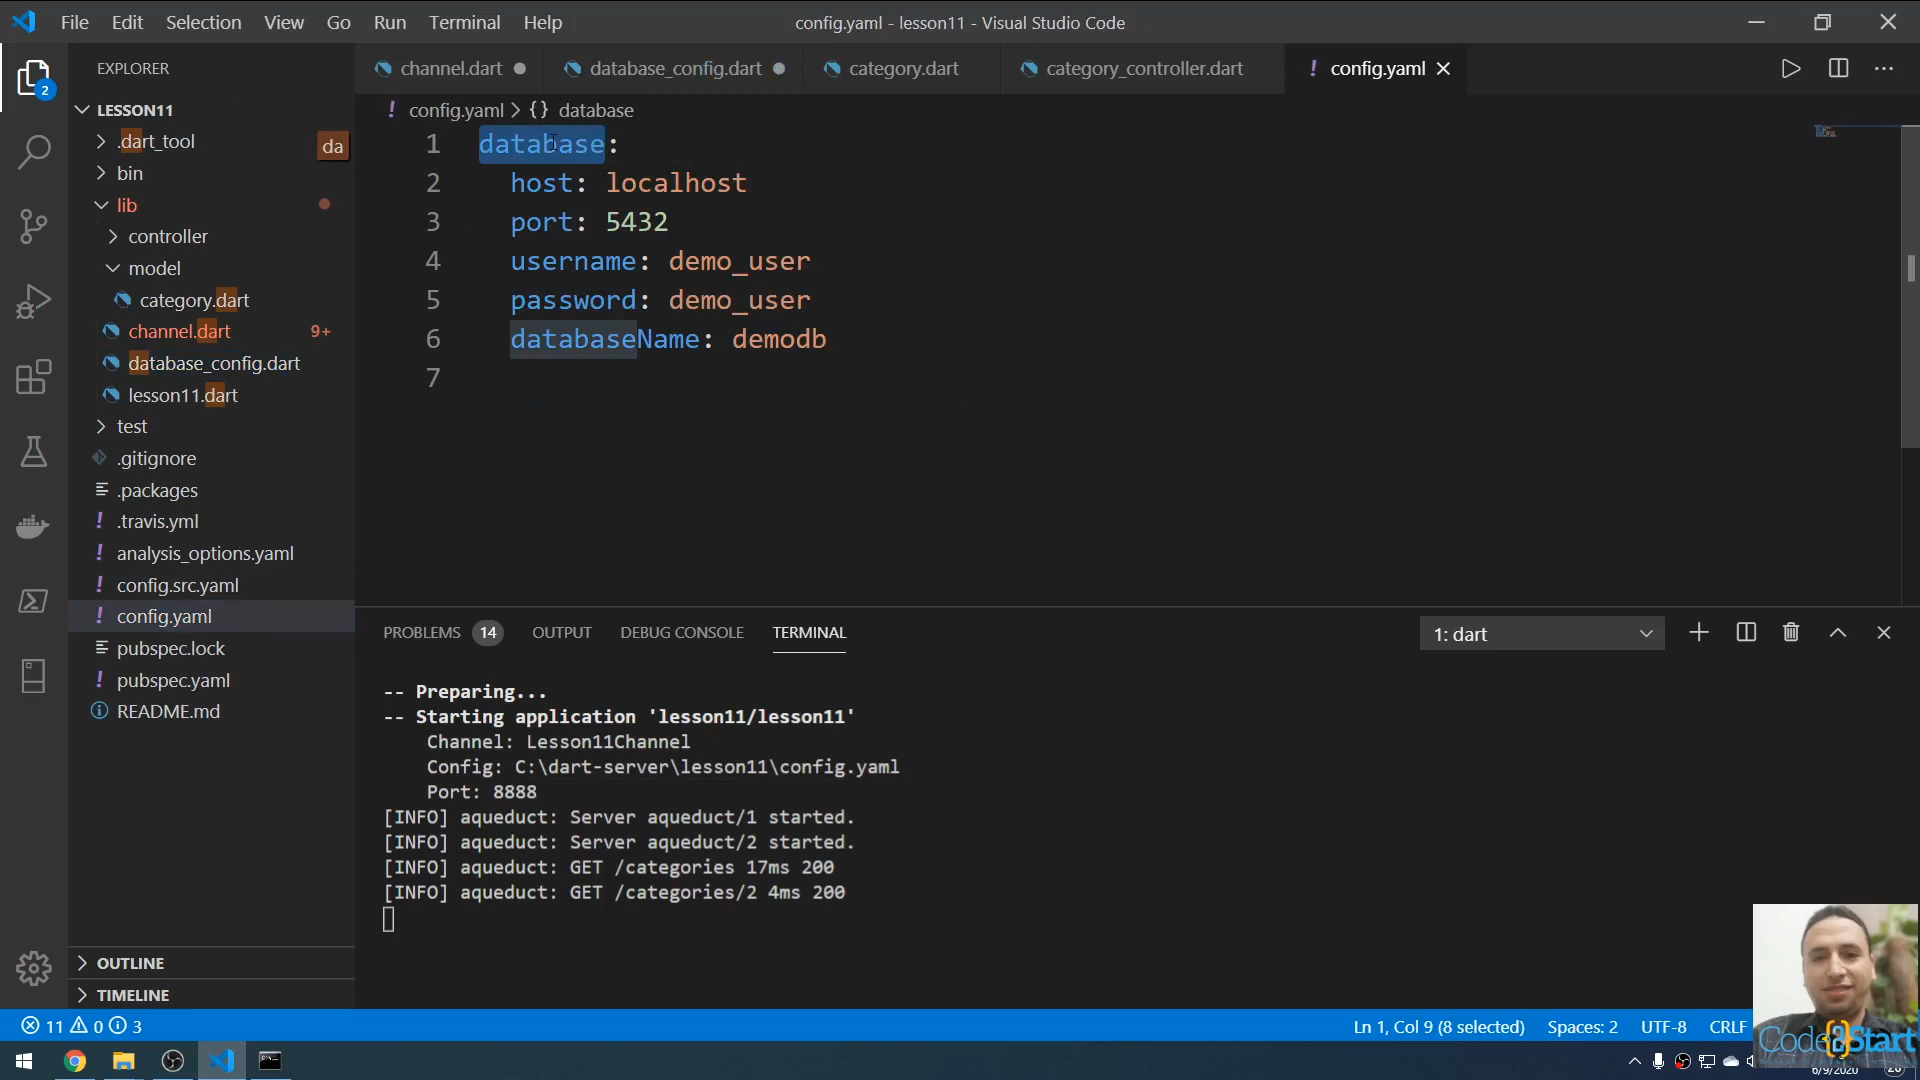 File Edit Selection View Go Run Terminal Help config.yaml - lesson11 - Visual Studio Code
EXPLORER
channel.dart
database_config.dart
category.dart
category_controller.dart
! config.yaml
2
LESSON11
.dart_tool
da
bin
lib
controller
model
category.dart
channel.dart 9+
database_config.dart
lesson11.dart
test
.gitignore
.packages
! .travis.yml
! analysis_options.yaml
! config.src.yaml
! config.yaml
pubspec.lock
! pubspec.yaml
README.md
OUTLINE
TIMELINE
! config.yaml > {} database
1 database:
2 host: localhost
3 port: 5432
4 username: demo_user
5 password: demo_user
6 databaseName: demodb
7
PROBLEMS 14 OUTPUT DEBUG CONSOLE TERMINAL 1: dart
-- Preparing...
-- Starting application 'lesson11/lesson11'
Channel: Lesson11Channel
Config: C:\dart-server\lesson11\config.yaml
Port: 8888
[INFO] aqueduct: Server aqueduct/1 started.
[INFO] aqueduct: Server aqueduct/2 started.
[INFO] aqueduct: GET /categories 17ms 200
[INFO] aqueduct: GET /categories/2 4ms 200
11 0 3 Ln 1, Col 9 (8 selected) Spaces: 2 UTF-8 CRLF
Code{2}Start
6/9/2020